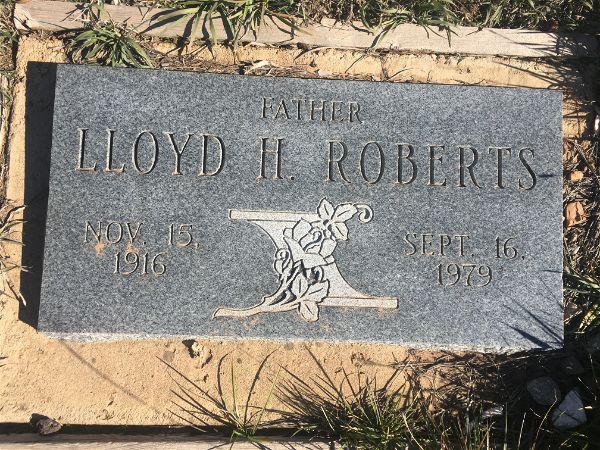 FATHER
LLOYD H. ROBERTS
NOV. 15, 1916
SEPT. 16, 1979